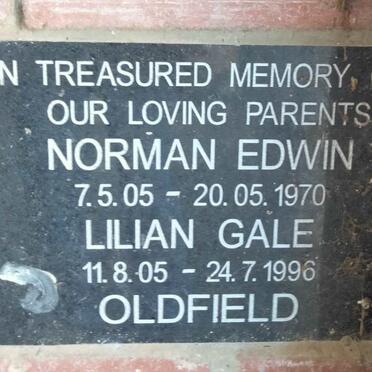 N TREASURED MEMORY
OUR LOVING PARENTS
NORMAN EDWIN
7.5.05 - 20.05.1970
LILIAN GALE
11.8.05 - 24.7.1996
OLDFIELD